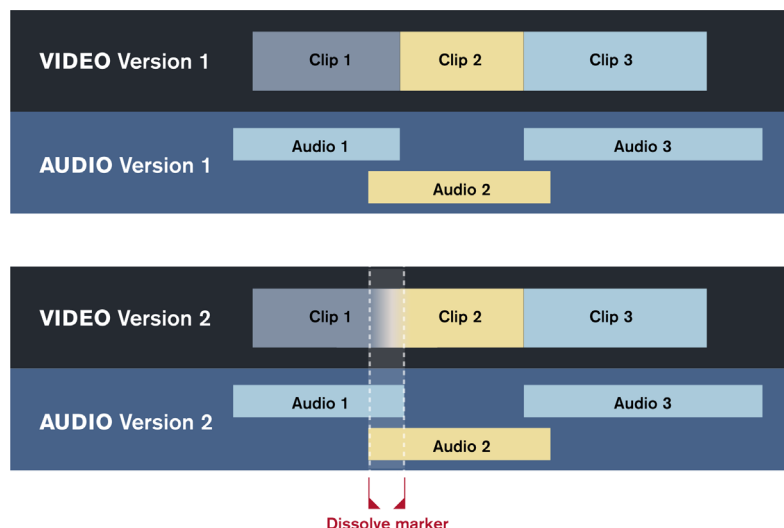 VIDEO Version 1
Clip 1
Clip 2
Clip 3
AUDIO Version 1
Audio 1
Audio 3
Audio 2
VIDEO Version 2
Clip 1
Clip 2
Clip 3
AUDIO Version 2
Audio 1
Audio 3
Audio 2
Dissolve marker